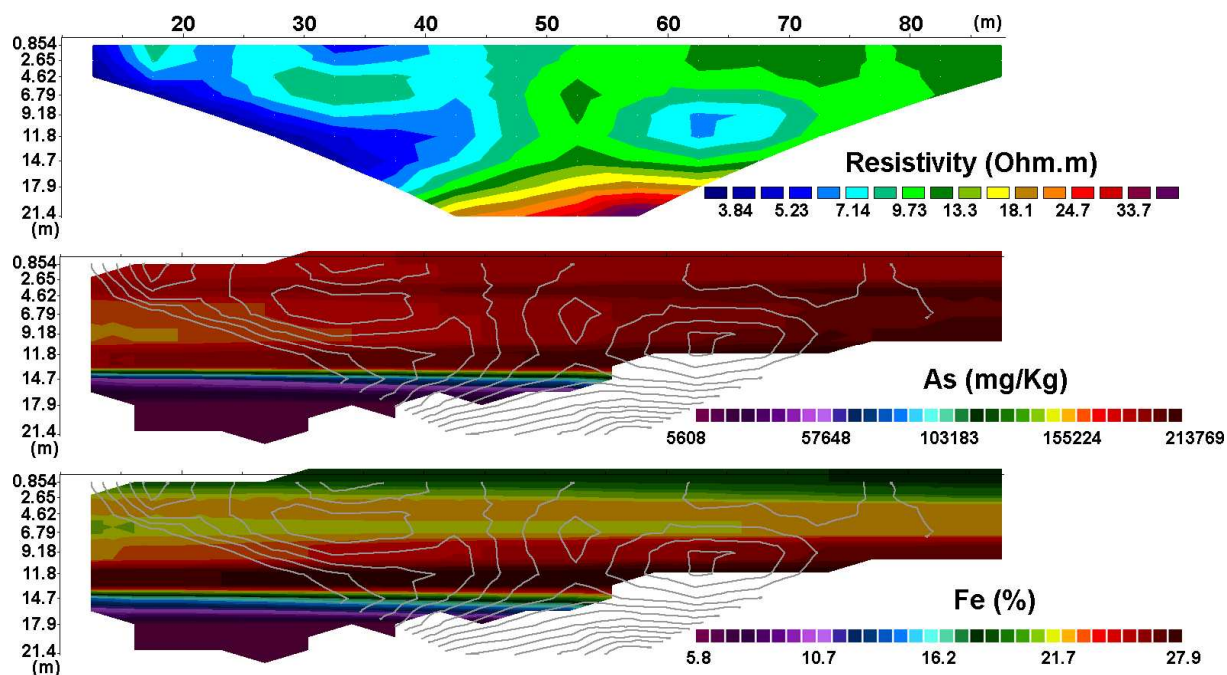 20 30 40 50 60 70 80 (m)
0.854
2.65
4.62
6.79
9.18
11.8
14.7
17.9
21.4
(m)
Resistivity (Ohm.m)
3.84 5.23 7.14 9.73 13.3 18.1 24.7 33.7
0.854
2.65
4.62
6.79
9.18
11.8
14.7
17.9
21.4
(m)
As (mg/Kg)
5608 57648 103183 155224 213769
0.854
2.65
4.62
6.79
9.18
11.8
14.7
17.9
21.4
(m)
Fe (%)
5.8 10.7 16.2 21.7 27.9